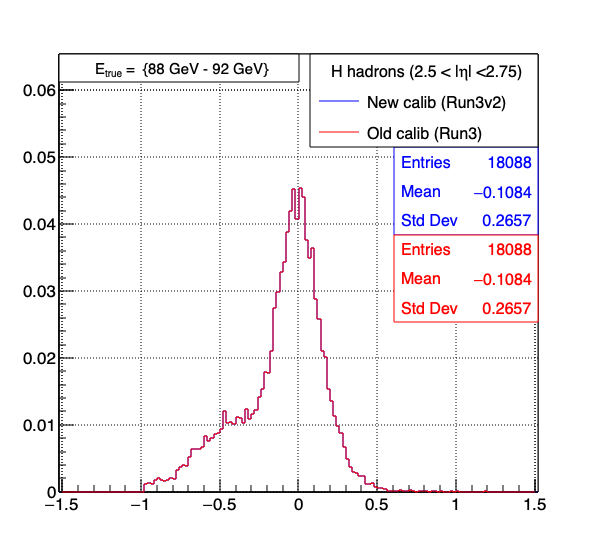 E_true = {88 GeV - 92 GeV}
H hadrons (2.5 < |η| <2.75)
New calib (Run3v2)
Old calib (Run3)
Entries 18088
Mean −0.1084
Std Dev 0.2657
Entries 18088
Mean −0.1084
Std Dev 0.2657
0.06
0.05
0.04
0.03
0.02
0.01
0
−1.5 −1 −0.5 0 0.5 1 1.5